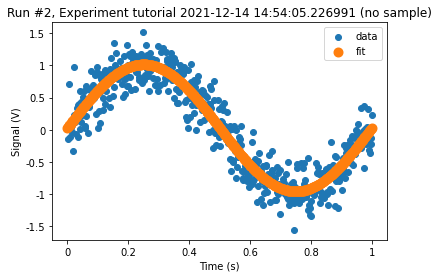 Run #2, Experiment tutorial 2021-12-14 14:54:05.226991 (no sample)
data
fit
1.5
1
0.5
0
-0.5
-1
-1.5
Signal (V)
0 0.2 0.4 0.6 0.8 1
Time (s)